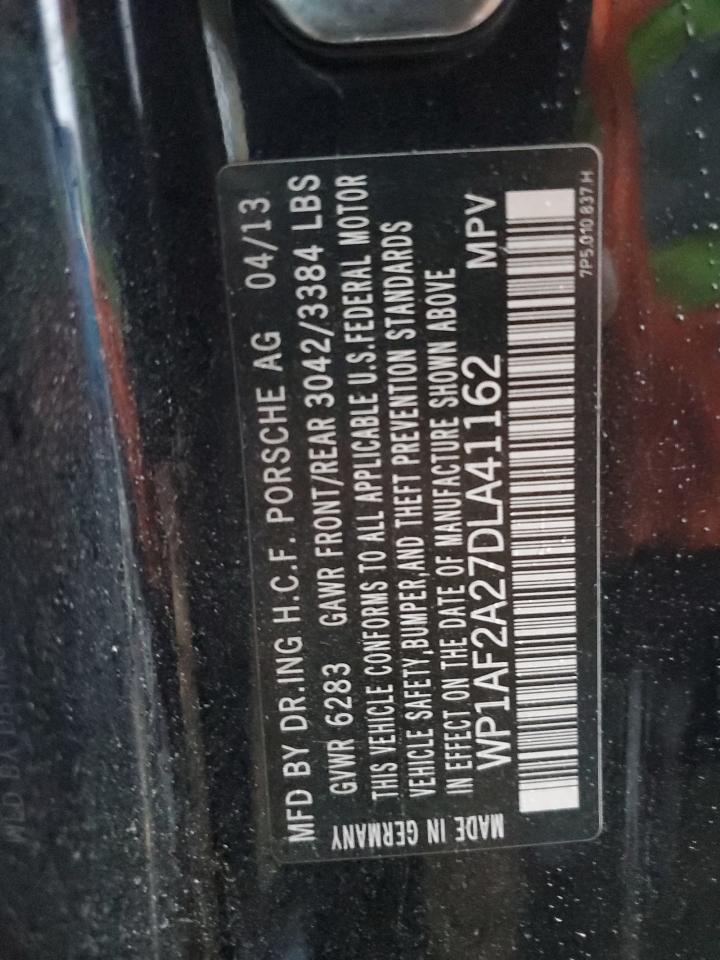 MFD BY DR.ING H.C.F. PORSCHE AG 04/13
GVWR 6283 GAWR FRONT/REAR 3042/3384 LBS
THIS VEHICLE CONFORMS TO ALL APPLICABLE U.S.FEDERAL MOTOR
VEHICLE SAFETY,BUMPER,AND THEFT PREVENTION STANDARDS
IN EFFECT ON THE DATE OF MANUFACTURE SHOWN ABOVE
WP1AF2A27DLA41162 MPV
7P5.010.837.H
MADE IN GERMANY